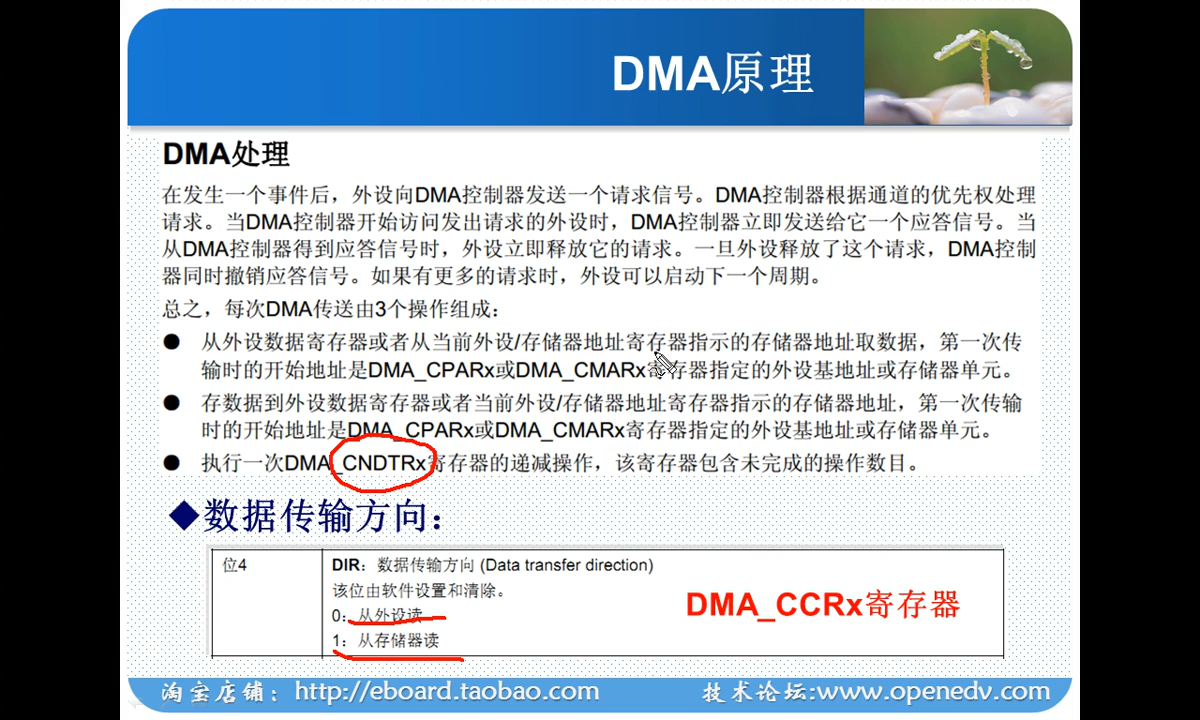 DMA原理
DMA处理
在发生一个事件后，外设向DMA控制器发送一个请求信号。DMA控制器根据通道的优先权处理
请求。当DMA控制器开始访问发出请求的外设时，DMA控制器立即发送给它一个应答信号。当
从DMA控制器得到应答信号时，外设立即释放它的请求。一旦外设释放了这个请求，DMA控制
器同时撤销应答信号。如果有更多的请求时，外设可以启动下一个周期。
总之，每次DMA传送由3个操作组成：
● 从外设数据寄存器或者从当前外设/存储器地址寄存器指示的存储器地址取数据，第一次传
输时的开始地址是DMA_CPARx或DMA_CMARx寄存器指定的外设基地址或存储器单元。
● 存数据到外设数据寄存器或者当前外设/存储器地址寄存器指示的存储器地址，第一次传输
时的开始地址是DMA_CPARx或DMA_CMARx寄存器指定的外设基地址或存储器单元。
● 执行一次DMA_CNDTRx寄存器的递减操作，该寄存器包含未完成的操作数目。
◆数据传输方向：
位4
DIR：数据传输方向 (Data transfer direction)
该位由软件设置和清除。
0：从外设读
1：从存储器读
DMA_CCRx寄存器
淘宝店铺：http://eboard.taobao.com
技术论坛:www.openedv.com